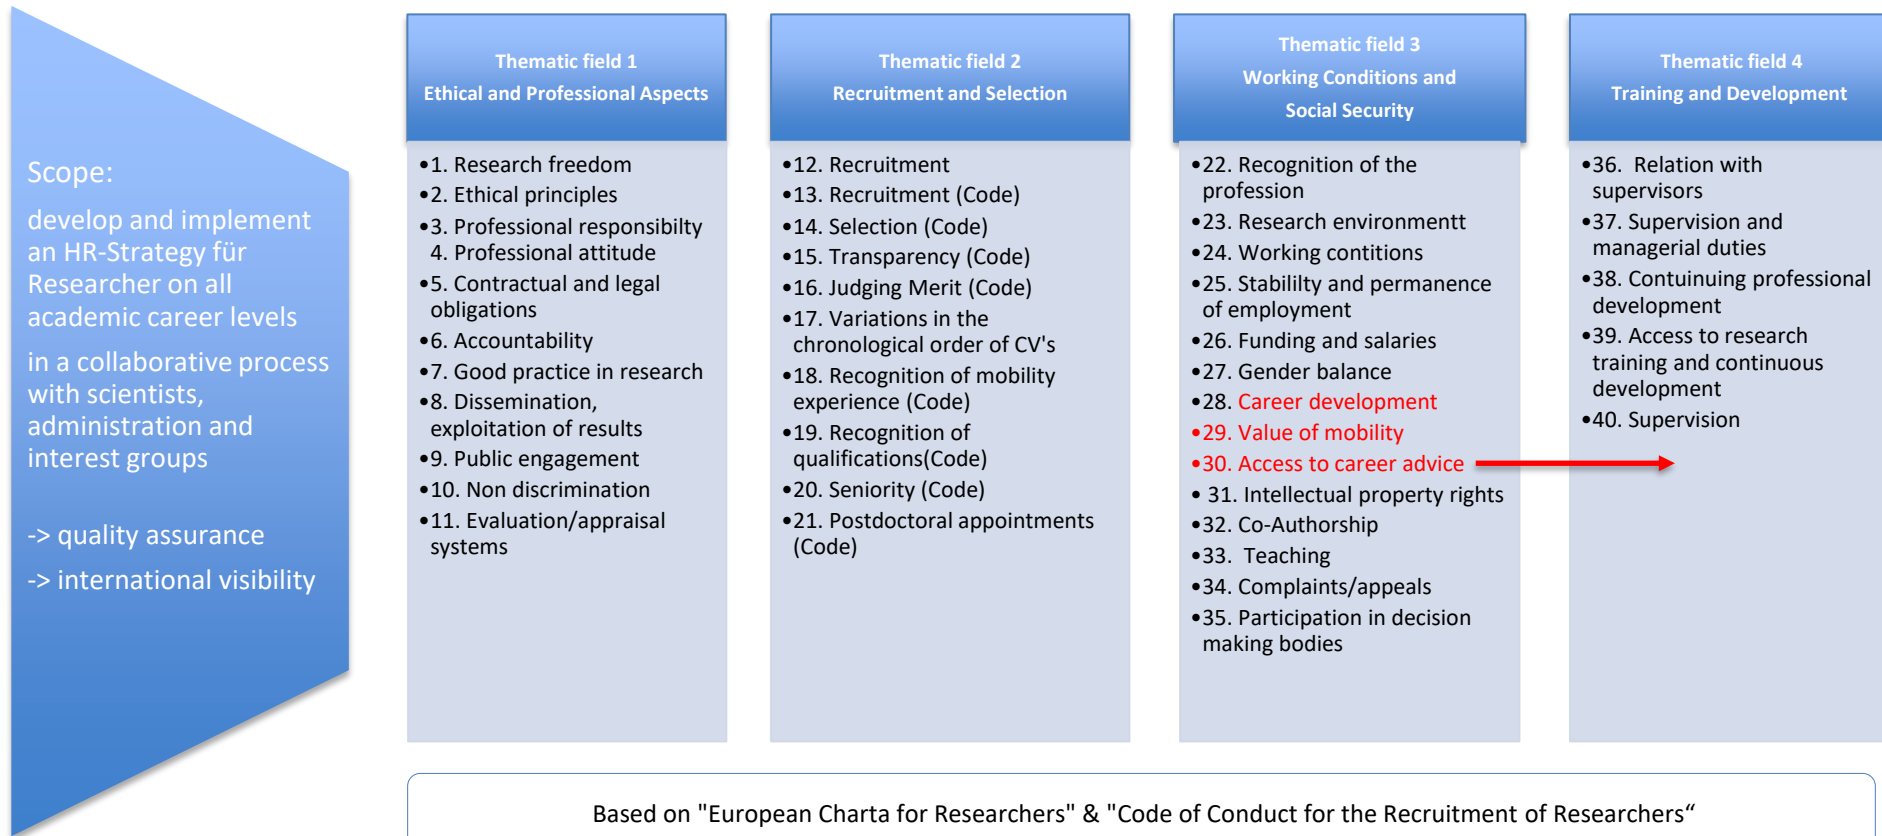 Scope:
develop and implement
an HR-Strategy für
Researcher on all
academic career levels
in a collaborative process
with scientists,
administration and
interest groups
-> quality assurance
-> international visibility
Thematic field 1
Ethical and Professional Aspects
•1. Research freedom
•2. Ethical principles
•3. Professional responsibilty
4. Professional attitude
•5. Contractual and legal
obligations
•6. Accountability
•7. Good practice in research
•8. Dissemination,
exploitation of results
•9. Public engagement
•10. Non discrimination
•11. Evaluation/appraisal
systems
Thematic field 2
Recruitment and Selection
•12. Recruitment
•13. Recruitment (Code)
•14. Selection (Code)
•15. Transparency (Code)
•16. Judging Merit (Code)
•17. Variations in the
chronological order of CV's
•18. Recognition of mobility
experience (Code)
•19. Recognition of
qualifications(Code)
•20. Seniority (Code)
•21. Postdoctoral appointments
(Code)
Thematic field 3
Working Conditions and
Social Security
•22. Recognition of the
profession
•23. Research environmentt
•24. Working contitions
•25. Stabililty and permanence
of employment
•26. Funding and salaries
•27. Gender balance
•28. Career development
•29. Value of mobility
•30. Access to career advice
• 31. Intellectual property rights
•32. Co-Authorship
•33.  Teaching
•34. Complaints/appeals
•35. Participation in decision
making bodies
Thematic field 4
Training and Development
•36.  Relation with
supervisors
•37. Supervision and
managerial duties
•38. Contuinuing professional
development
•39. Access to research
training and continuous
development
•40. Supervision
Based on "European Charta for Researchers" & "Code of Conduct for the Recruitment of Researchers“